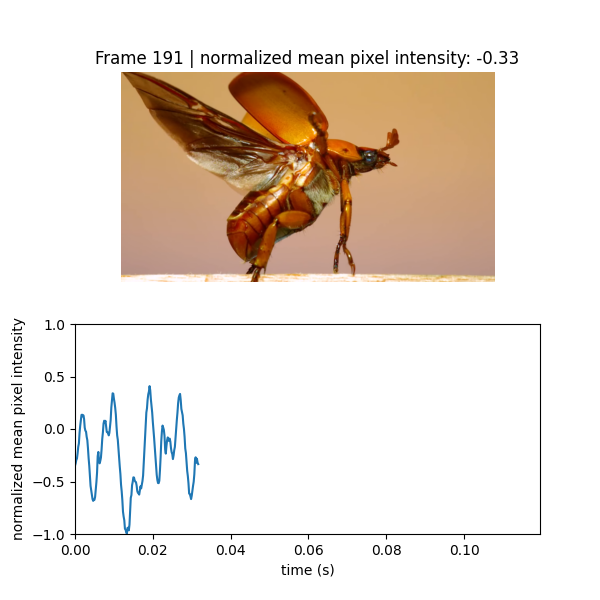 Frame 191 | normalized mean pixel intensity: -0.33
1.0
0.5
0.0
−0.5
−1.0
normalized mean pixel intensity
0.00 0.02 0.04 0.06 0.08 0.10
time (s)